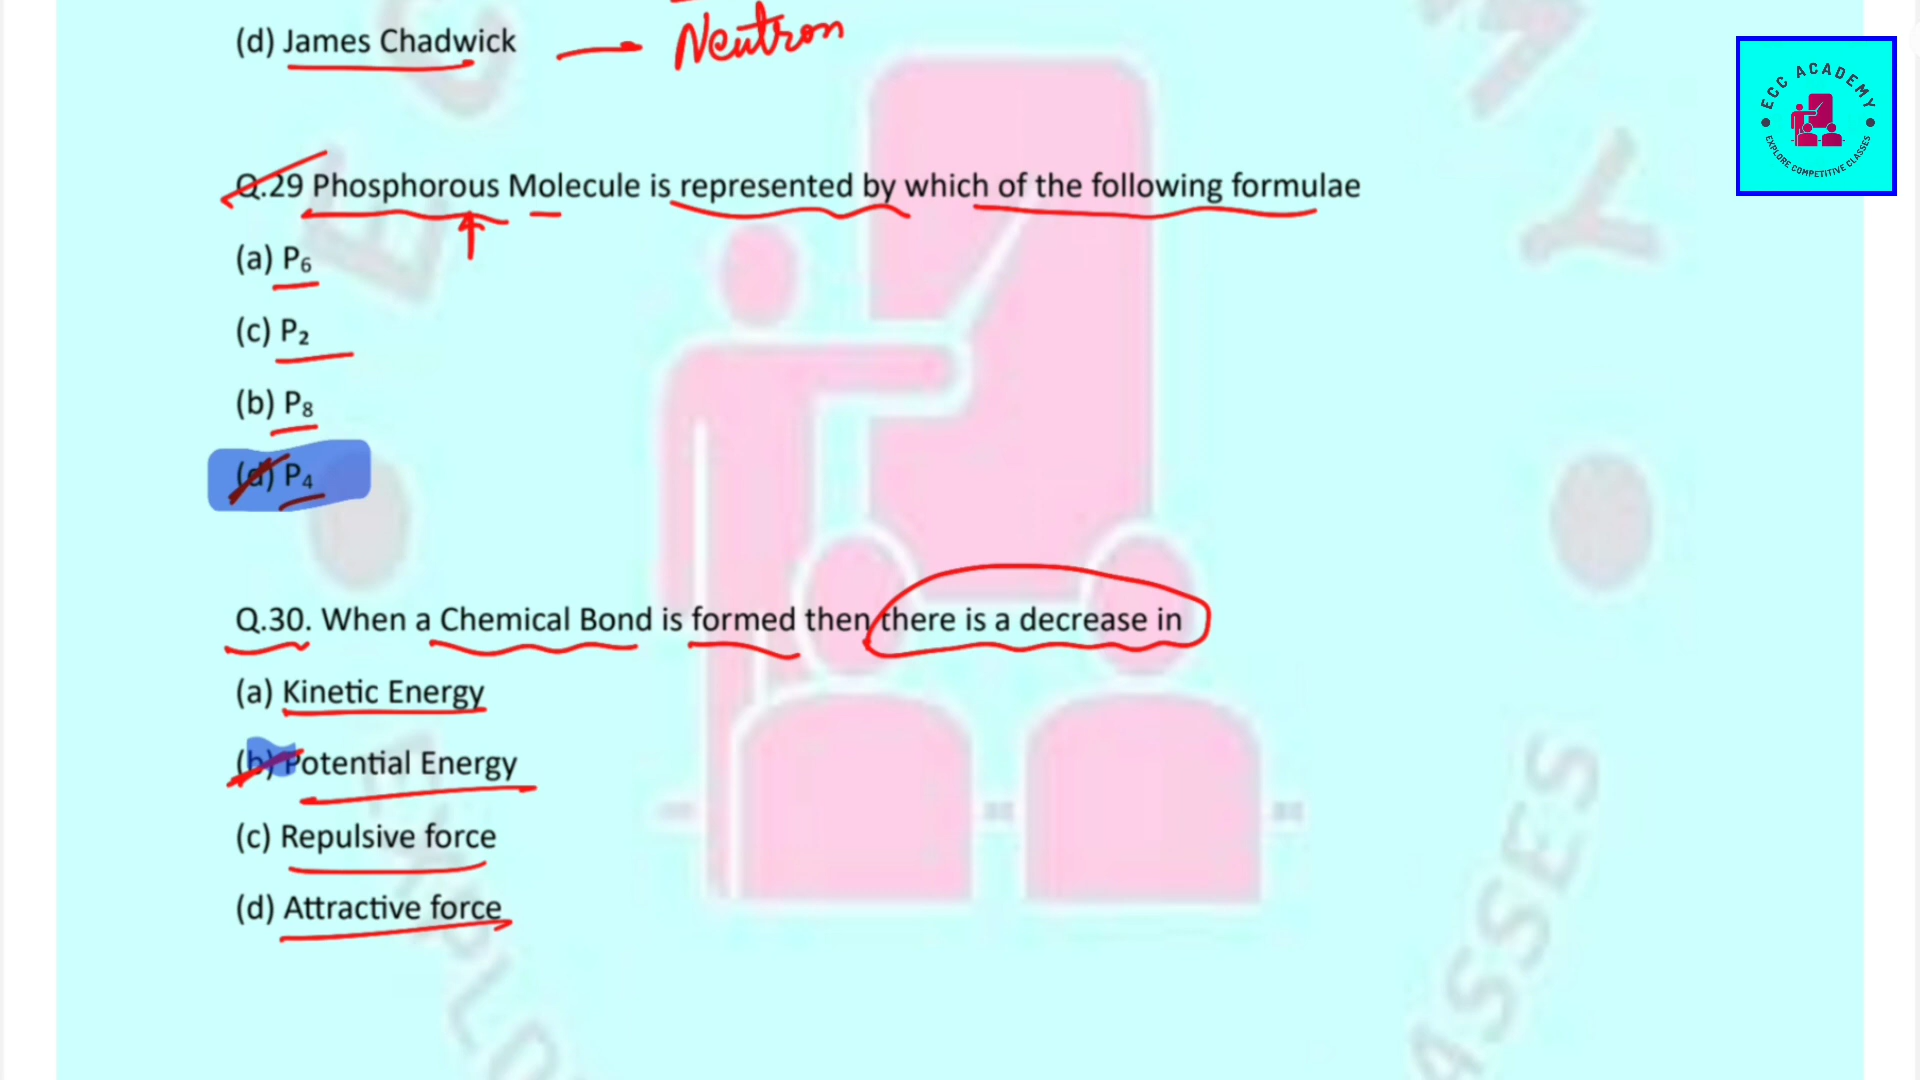 (d) James Chadwick — Neutron
Q.29 Phosphorous Molecule is represented by which of the following formulae
(a) P₆
(c) P₂
(b) P₈
(d) P₄
Q.30. When a Chemical Bond is formed then there is a decrease in
(a) Kinetic Energy
(b) Potential Energy
(c) Repulsive force
(d) Attractive force
ECC ACADEMY
EXPLORE COMPETITIVE CLASSES